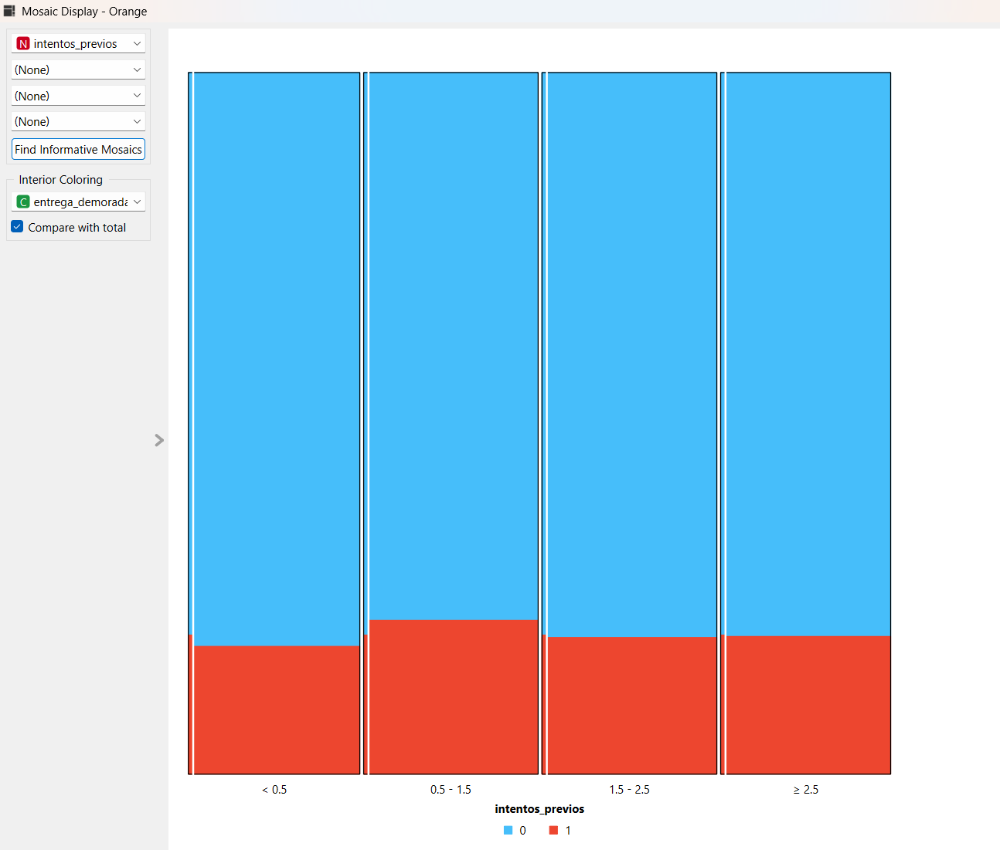 Mosaic Display - Orange
N intentos_previos
(None)
(None)
(None)
Find Informative Mosaics
Interior Coloring
C entrega_demorada
Compare with total
< 0.5
0.5 - 1.5
1.5 - 2.5
≥ 2.5
intentos_previos
0 1